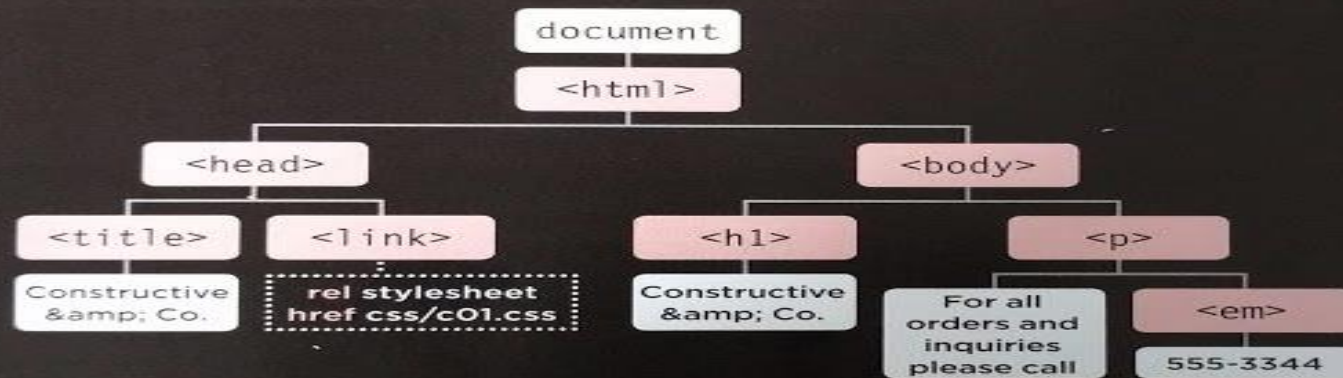 document
<html>
<head>
<body>
<title>
<link>
<h1>
<p>
Constructive
&amp; Co.
rel stylesheet
href css/c01.css
Constructive
&amp; Co.
For all
orders and
inquiries
please call
<em>
555-3344